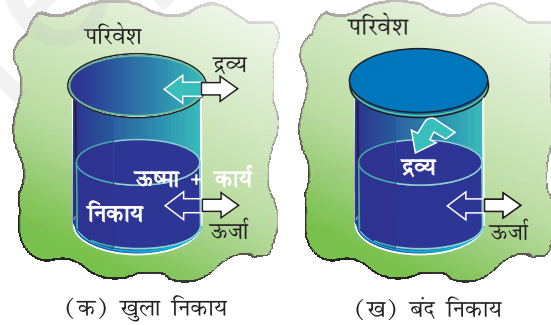 परिवेश
द्रव्य
ऊष्मा + कार्य
निकाय
ऊर्जा
(क) खुला निकाय
परिवेश
द्रव्य
ऊर्जा
(ख) बंद निकाय